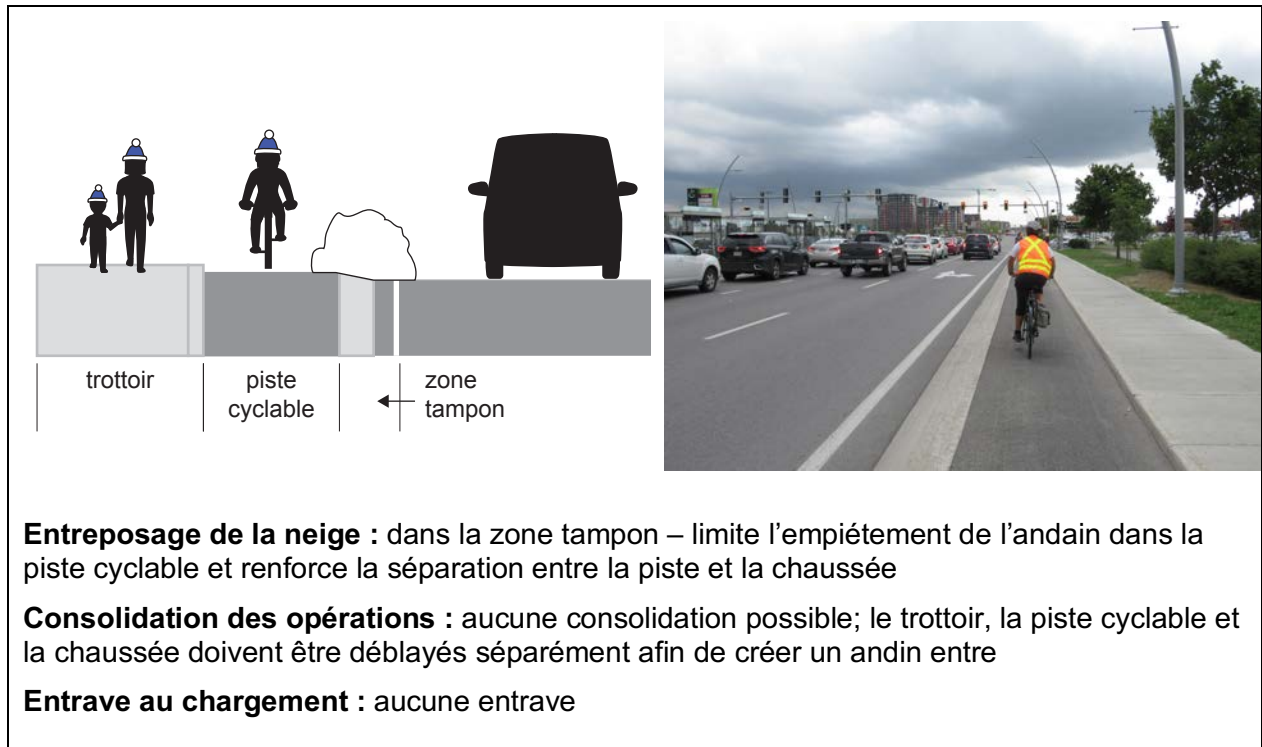 trottoir
piste
cyclable
zone
tampon
Entreposage de la neige : dans la zone tampon – limite l’empiétement de l’andain dans la
piste cyclable et renforce la séparation entre la piste et la chaussée
Consolidation des opérations : aucune consolidation possible; le trottoir, la piste cyclable et
la chaussée doivent être déblayés séparément afin de créer un andin entre
Entrave au chargement : aucune entrave